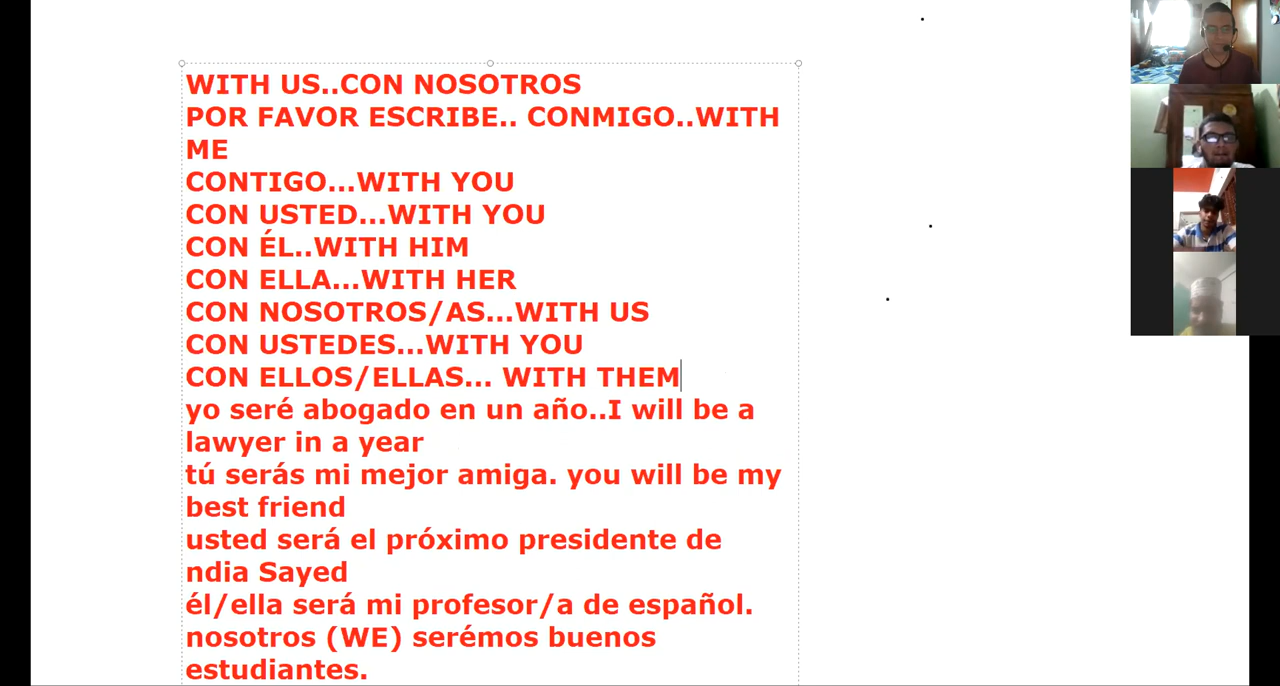 WITH US..CON NOSOTROS
POR FAVOR ESCRIBE.. CONMIGO..WITH
ME
CONTIGO...WITH YOU
CON USTED...WITH YOU
CON ÉL..WITH HIM
CON ELLA...WITH HER
CON NOSOTROS/AS...WITH US
CON USTEDES...WITH YOU
CON ELLOS/ELLAS... WITH THEM
yo seré abogado en un año..I will be a
lawyer in a year
tú serás mi mejor amiga. you will be my
best friend
usted será el próximo presidente de
ndia Sayed
él/ella será mi profesor/a de español.
nosotros (WE) serémos buenos
estudiantes.